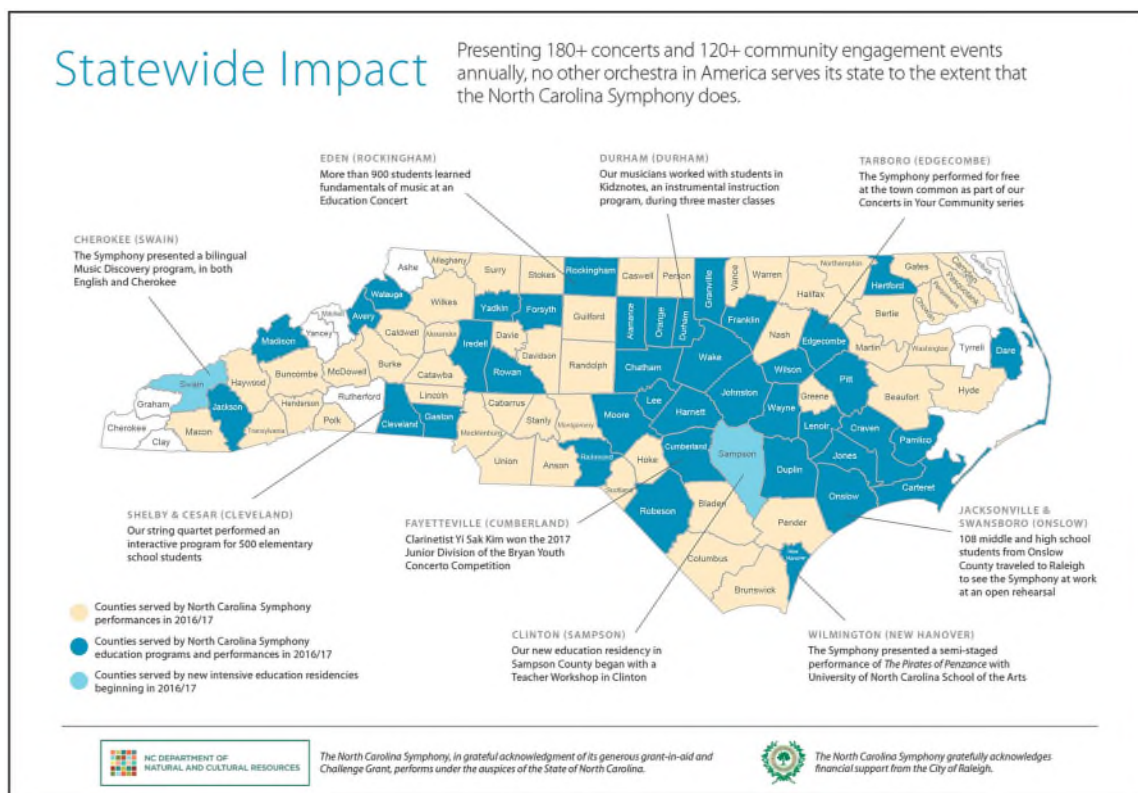 Statewide Impact
Presenting 180+ concerts and 120+ community engagement events
annually, no other orchestra in America serves its state to the extent that
the North Carolina Symphony does.
EDEN (ROCKINGHAM)
More than 900 students learned
fundamentals of music at an
Education Concert
DURHAM (DURHAM)
Our musicians worked with students in
Kidznotes, an instrumental instruction
program, during three master classes
TARBORO (EDGECOMBE)
The Symphony performed for free
at the town common as part of our
Concerts in Your Community series
CHEROKEE (SWAIN)
The Symphony presented a bilingual
Music Discovery program, in both
English and Cherokee
Ashe
Alleghany
Surry
Stokes
Rockingham
Caswell
Person
Granville
Vance
Warren
Northampton
Hertford
Gates
Camden
Pasquotank
Perquimans
Chowan
Currituck
Watauga
Wilkes
Yadkin
Forsyth
Guilford
Alamance
Orange
Durham
Franklin
Halifax
Bertie
Mitchell
Avery
Caldwell
Alexander
Iredell
Davie
Davidson
Randolph
Chatham
Wake
Nash
Edgecombe
Martin
Washington
Tyrrell
Dare
Madison
Yancey
Burke
Catawba
Rowan
Wilson
Pitt
Beaufort
Hyde
Swain
Haywood
Buncombe
McDowell
Lincoln
Cabarrus
Stanly
Montgomery
Moore
Lee
Harnett
Johnston
Wayne
Greene
Lenoir
Craven
Pamlico
Graham
Jackson
Henderson
Rutherford
Polk
Cleveland
Gaston
Mecklenburg
Cherokee
Clay
Macon
Transylvania
Union
Anson
Richmond
Hoke
Scotland
Cumberland
Sampson
Duplin
Jones
Onslow
Carteret
Robeson
Bladen
Pender
Columbus
Brunswick
New
Hanover
SHELBY & CESAR (CLEVELAND)
Our string quartet performed an
interactive program for 500 elementary
school students
FAYETTEVILLE (CUMBERLAND)
Clarinetist Yi Sak Kim won the 2017
Junior Division of the Bryan Youth
Concerto Competition
JACKSONVILLE &
SWANSBORO (ONSLOW)
108 middle and high school
students from Onslow
County traveled to Raleigh
to see the Symphony at work
at an open rehearsal
CLINTON (SAMPSON)
Our new education residency in
Sampson County began with a
Teacher Workshop in Clinton
WILMINGTON (NEW HANOVER)
The Symphony presented a semi-staged
performance of The Pirates of Penzance with
University of North Carolina School of the Arts
Counties served by North Carolina Symphony
performances in 2016/17
Counties served by North Carolina Symphony
education programs and performances in 2016/17
Counties served by new intensive education residencies
beginning in 2016/17
NC DEPARTMENT OF
NATURAL AND CULTURAL RESOURCES
The North Carolina Symphony, in grateful acknowledgment of its generous grant-in-aid and
Challenge Grant, performs under the auspices of the State of North Carolina.
The North Carolina Symphony gratefully acknowledges
financial support from the City of Raleigh.